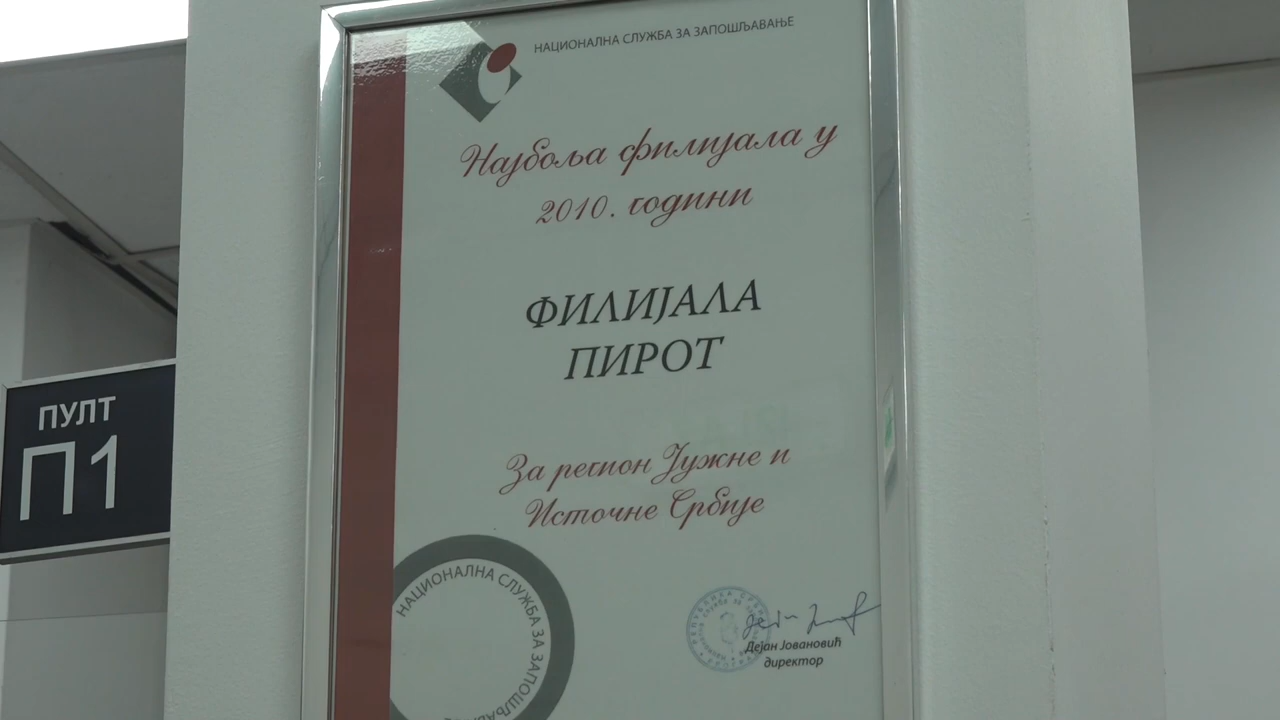 НАЦИОНАЛНА СЛУЖБА ЗА ЗАПОШЉАВАЊЕ
Најбоља филијала у
2010. години
ФИЛИЈАЛА
ПИРОТ
За регион Јужне и
Источне Србије
ПУЛТ
П1
НАЦИОНАЛНА СЛУЖБА ЗА ЗАПОШЉАВ
Дејан Јовановић
директор